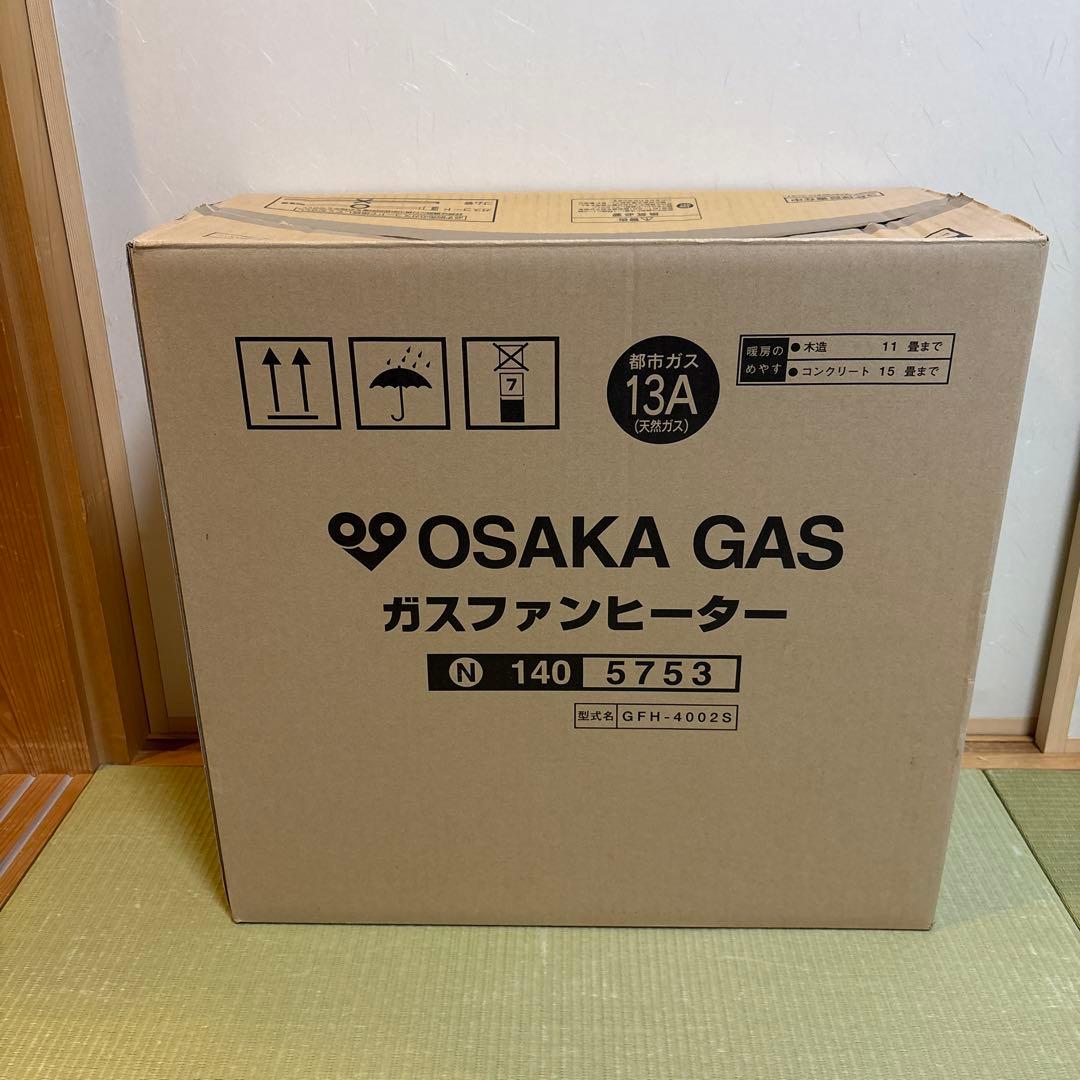 7
都市ガス
13A
(天然ガス)
暖房の
めやす
●木造 11 畳まで
●コンクリート 15 畳まで
OSAKA GAS
ガスファンヒーター
N 140 5753
型式名 GFH-4002S